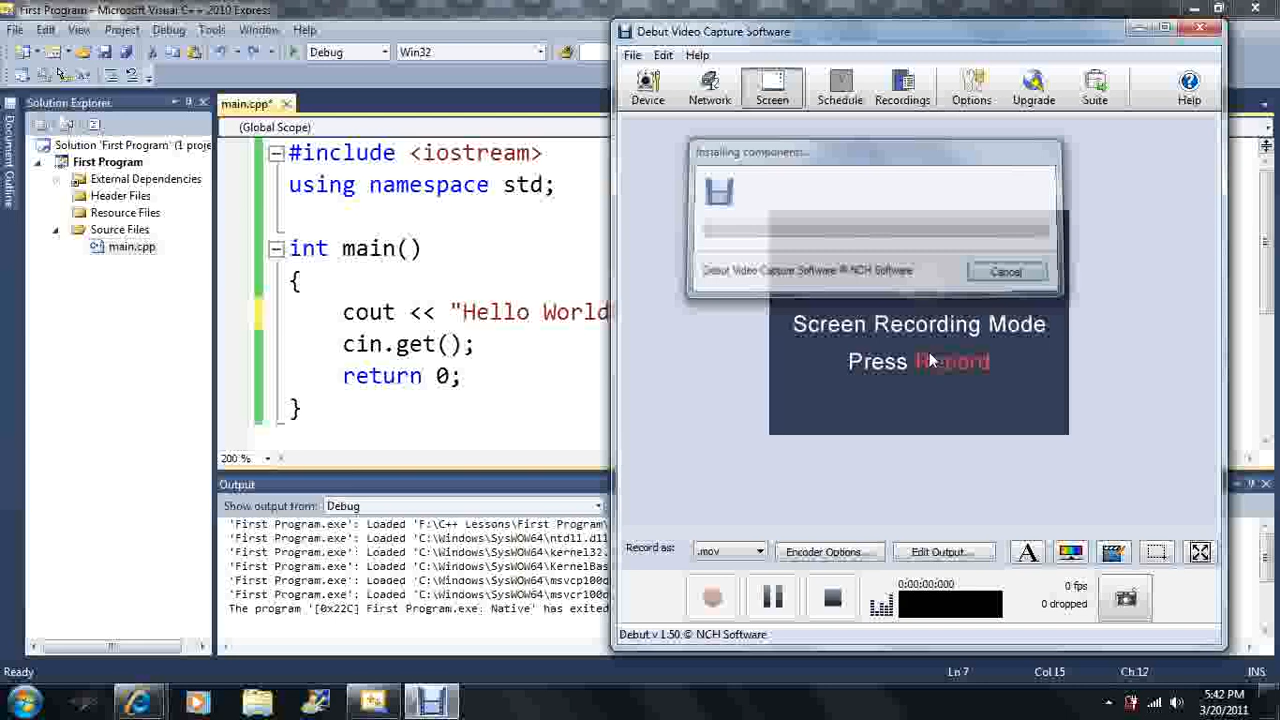 First Program - Microsoft Visual C++ 2010 Express
File Edit View Project Debug Tools Window Help
Debug Win32
Solution Explorer
Document Outline
Solution 'First Program' (1 proje
First Program
External Dependencies
Header Files
Resource Files
Source Files
main.cpp
main.cpp*
(Global Scope)
#include <iostream>
using namespace std;
int main()
{
cout << "Hello World
cin.get();
return 0;
}
200 %
Output
Show output from: Debug
'First Program.exe': Loaded 'F:\C++ Lessons\First Program\
'First Program.exe': Loaded 'C:\Windows\SysWOW64\ntdll.dll
'First Program.exe': Loaded 'C:\Windows\SysWOW64\kernel32.
'First Program.exe': Loaded 'C:\Windows\SysWOW64\KernelBas
'First Program.exe': Loaded 'C:\Windows\SysWOW64\msvcp100d
'First Program.exe': Loaded 'C:\Windows\SysWOW64\msvcr100d
The program '[0x22C] First Program.exe: Native' has exited
Debut Video Capture Software
File Edit Help
Device Network Screen Schedule Recordings Options Upgrade Suite Help
Installing components...
Debut Video Capture Software © NCH Software
Cancel
Screen Recording Mode
Press Record
Record as: .mov Encoder Options... Edit Output... A
0:00:00:000
0 fps
0 dropped
Debut v 1.50 © NCH Software
Ready Ln 7 Col 15 Ch 12 INS
5:42 PM
3/20/2011